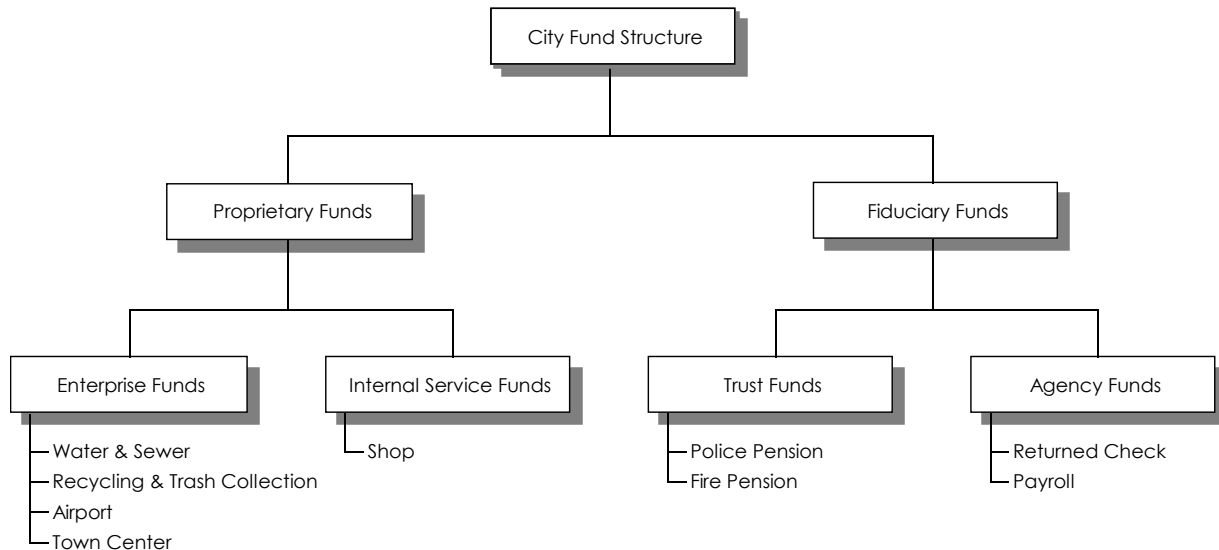 City Fund Structure
Proprietary Funds
Fiduciary Funds
Enterprise Funds
Internal Service Funds
Trust Funds
Agency Funds
Water & Sewer
Recycling & Trash Collection
Airport
Town Center
Shop
Police Pension
Fire Pension
Returned Check
Payroll